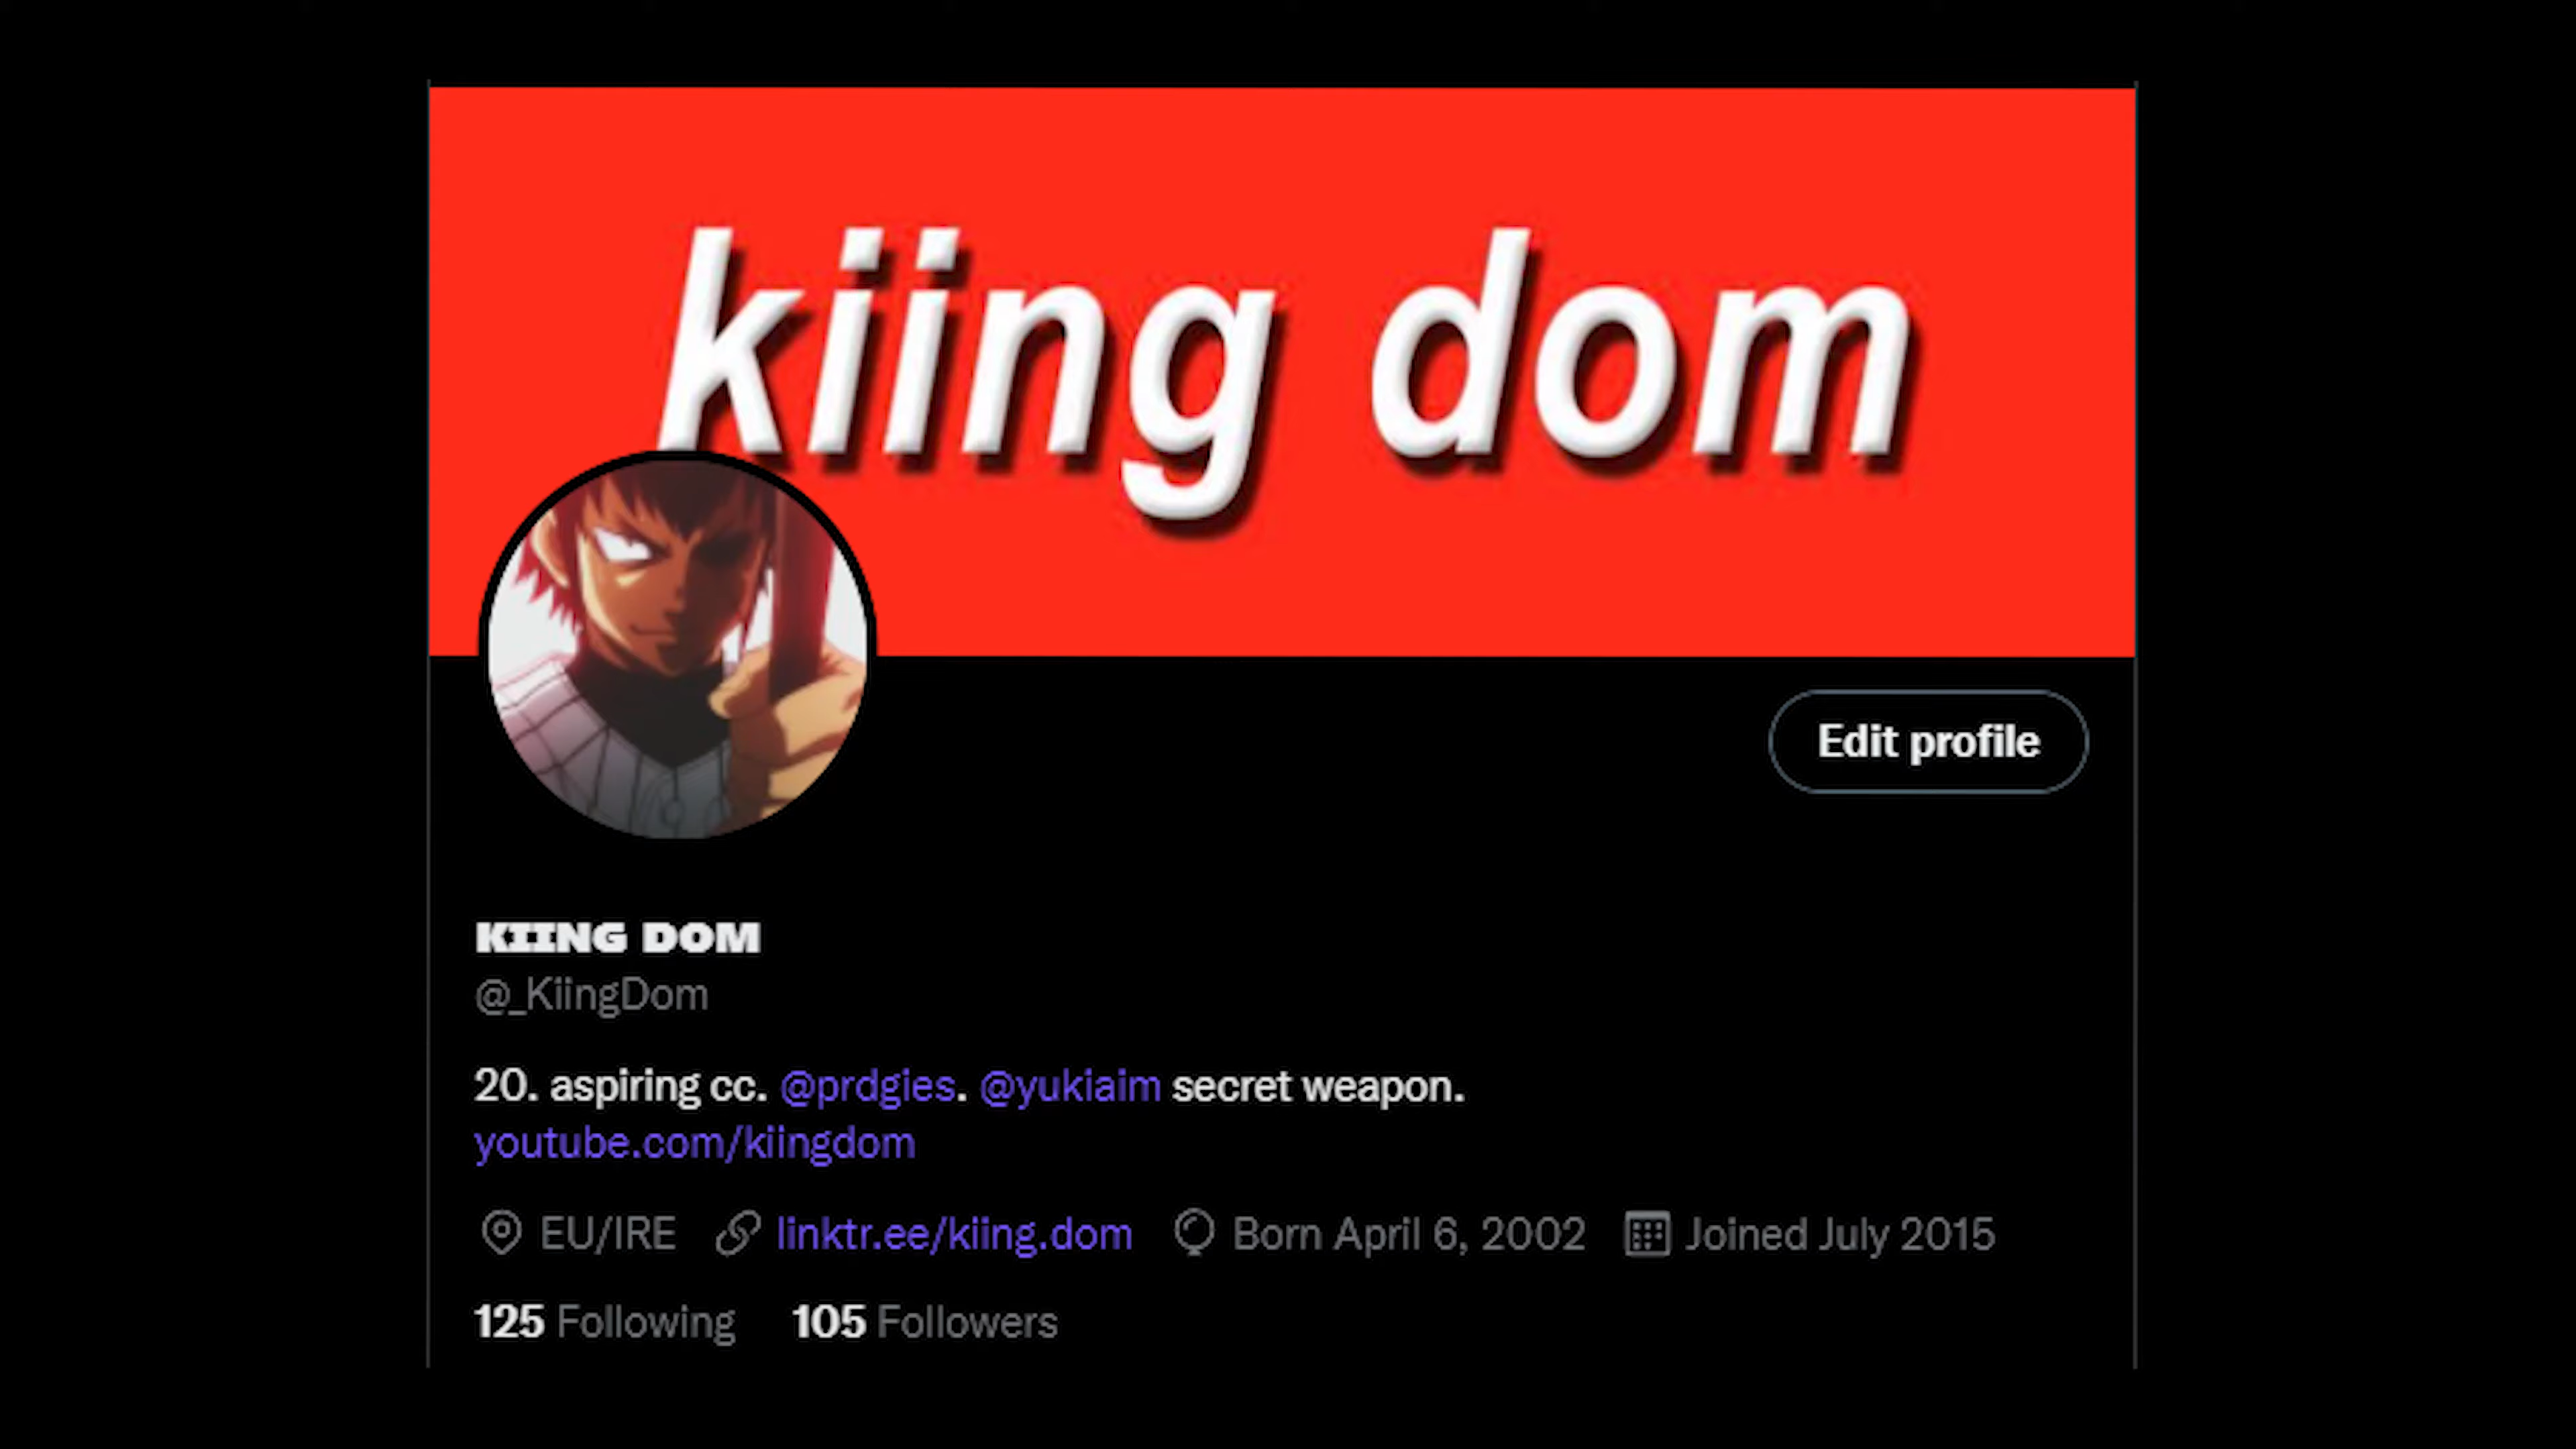 kiing dom
Edit profile
KIING DOM
@_KiingDom
20. aspiring cc. @prdgies. @yukiaim secret weapon.
youtube.com/kiingdom
EU/IRE linktr.ee/kiing.dom Born April 6, 2002 Joined July 2015
125 Following 105 Followers